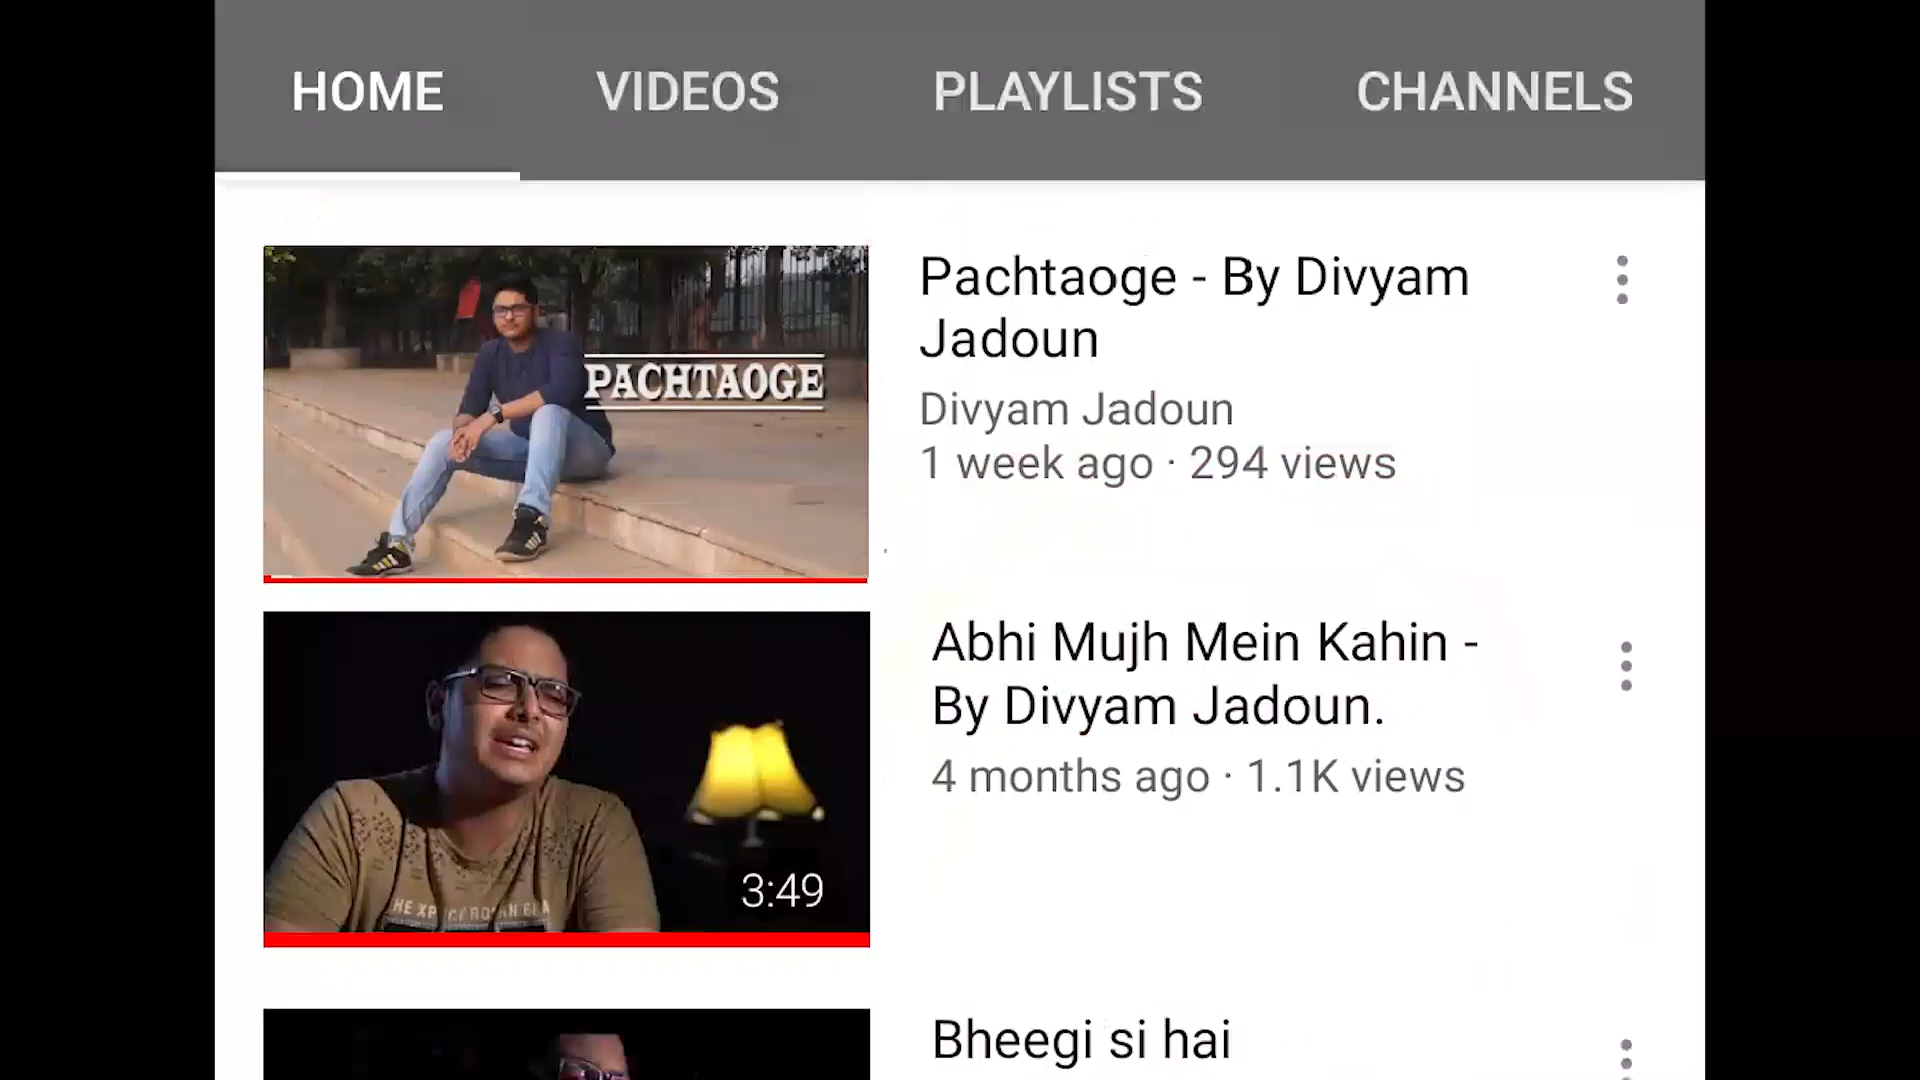 HOME VIDEOS PLAYLISTS CHANNELS
PACHTAOGE
Pachtaoge - By Divyam
Jadoun
Divyam Jadoun
1 week ago · 294 views
3:49
Abhi Mujh Mein Kahin -
By Divyam Jadoun.
4 months ago · 1.1K views
Bheegi si hai